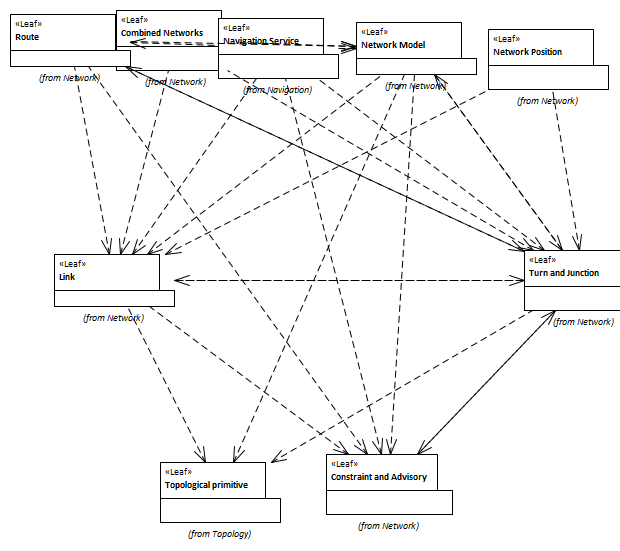 «Leaf»
Route
(from Network)
«Leaf»
Combined Networks
(from Network)
«Leaf»
Navigation Service
(from Navigation)
«Leaf»
Network Model
(from Network)
«Leaf»
Network Position
(from Network)
«Leaf»
Link
(from Network)
«Leaf»
Turn and Junction
(from Network)
«Leaf»
Topological primitive
(from Topology)
«Leaf»
Constraint and Advisory
(from Network)